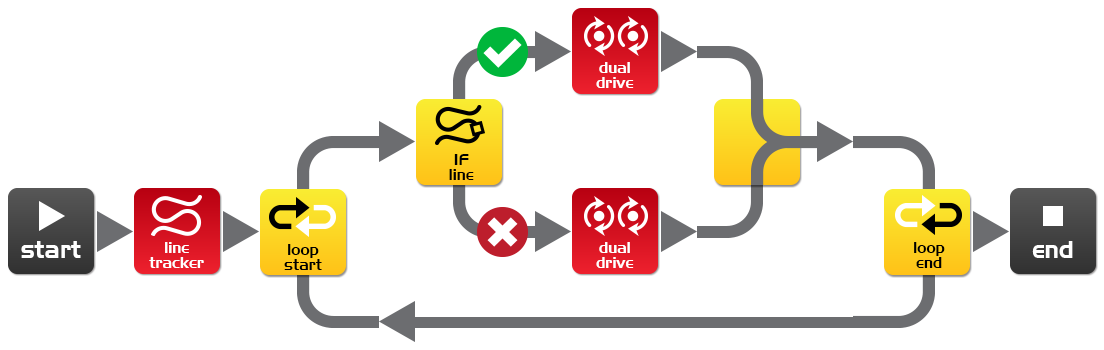 start
line
tracker
loop
start
IF
line
dual
drive
dual
drive
loop
end
end